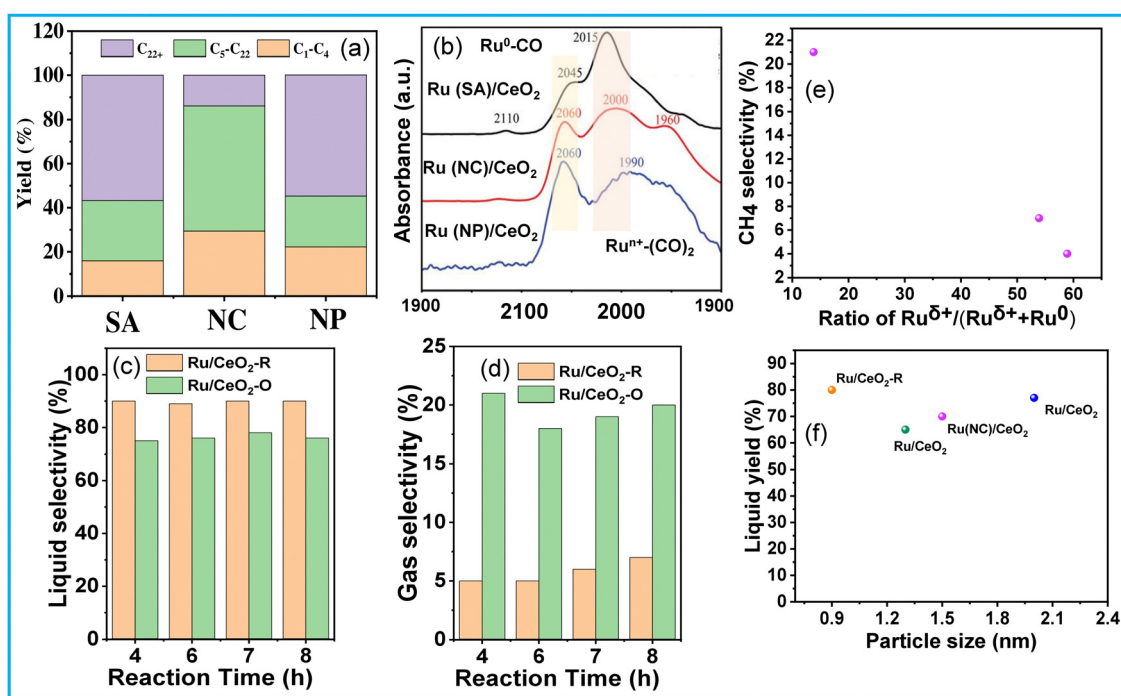 (a)
C₂₂₊ C₅-C₂₂ C₁-C₄
Yield (%)
120
100
80
60
40
20
0
SA NC NP
(b)
Absorbance (a.u.)
Ru⁰-CO
2015
2045
Ru (SA)/CeO₂
2110
2060
2000
1960
Ru (NC)/CeO₂
2060
1990
Ru (NP)/CeO₂
Ruⁿ⁺-(CO)₂
1900 2100 2000 1900
(e)
CH₄ selectivity (%)
22
20
18
16
14
12
10
8
6
4
2
10 20 30 40 50 60
Ratio of Ruᵟ⁺/(Ruᵟ⁺+Ru⁰)
(c)
Ru/CeO₂-R
Ru/CeO₂-O
Liquid selectivity (%)
100
80
60
40
20
0
4 6 7 8
Reaction Time (h)
(d)
Ru/CeO₂-R
Ru/CeO₂-O
Gas selectivity (%)
25
20
15
10
5
0
4 6 7 8
Reaction Time (h)
(f)
Liquid yield (%)
100
90
80
70
60
50
40
30
20
10
0
Ru/CeO₂-R
Ru/CeO₂
Ru(NC)/CeO₂
Ru/CeO₂
0.9 1.2 1.5 1.8 2.1 2.4
Particle size (nm)